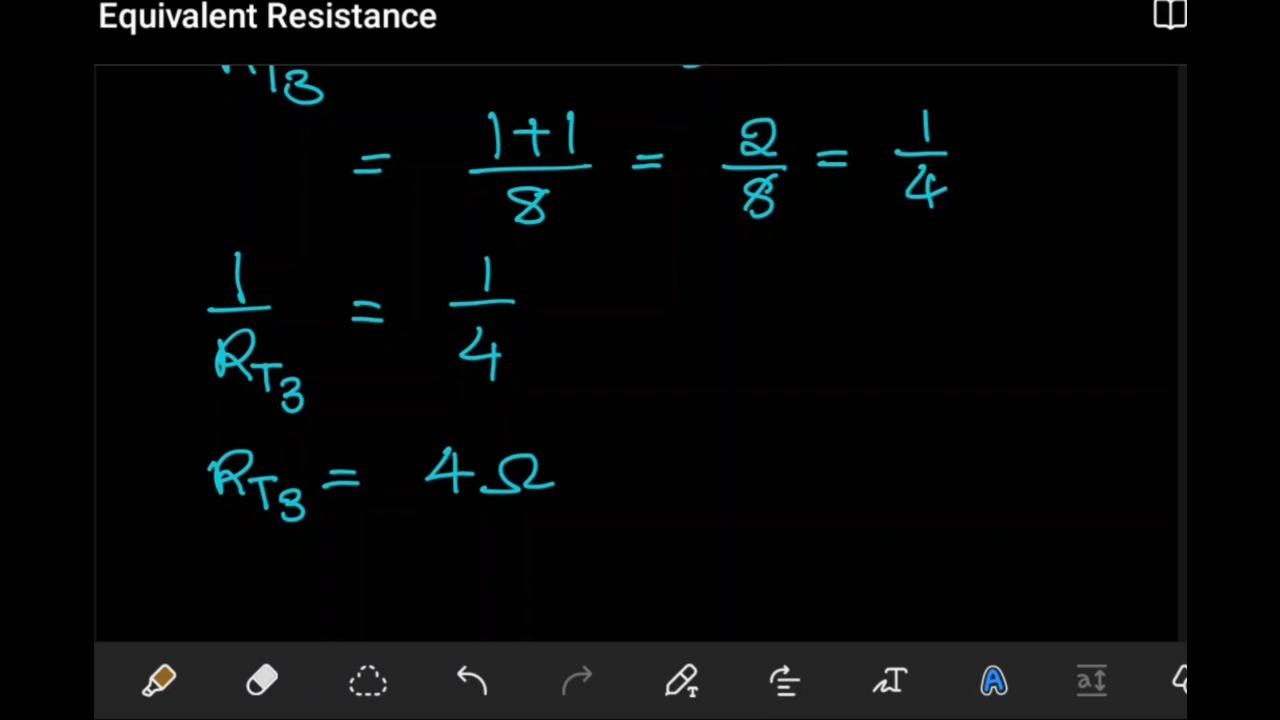 Equivalent Resistance
= 1+1/8 = 2/8 = 1/4
1/R_T3 = 1/4
R_T3 = 4Ω